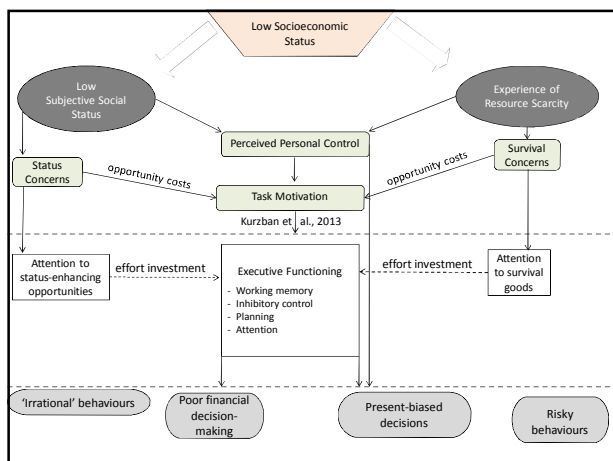 Low Socioeconomic
Status
Low
Subjective Social
Status
Experience of
Resource Scarcity
Perceived Personal Control
Status
Concerns
opportunity costs
opportunity costs
Survival
Concerns
Task Motivation
Kurzban et al., 2013
Attention to
status-enhancing
opportunities
effort investment
Executive Functioning
- Working memory
- Inhibitory control
- Planning
- Attention
effort investment
Attention
to survival
goods
'Irrational' behaviours
Poor financial
decision-
making
Present-biased
decisions
Risky
behaviours